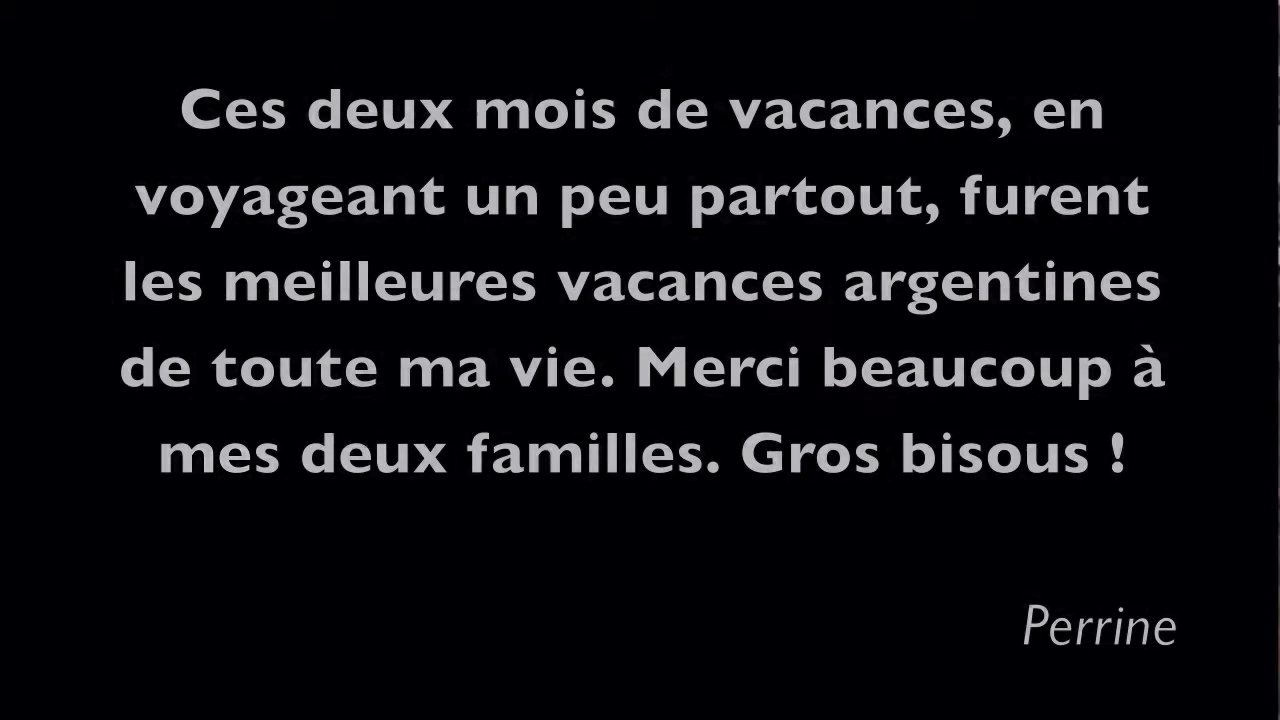 Ces deux mois de vacances, en
voyageant un peu partout, furent
les meilleures vacances argentines
de toute ma vie. Merci beaucoup à
mes deux familles. Gros bisous !
Perrine